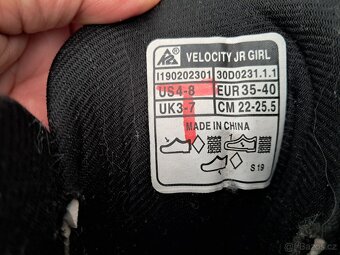 VELOCITY JR GIRL
I190202301 30D0231.1.1
US4-8 EUR 35-40
UK3-7 CM 22-25.5
MADE IN CHINA
S 19